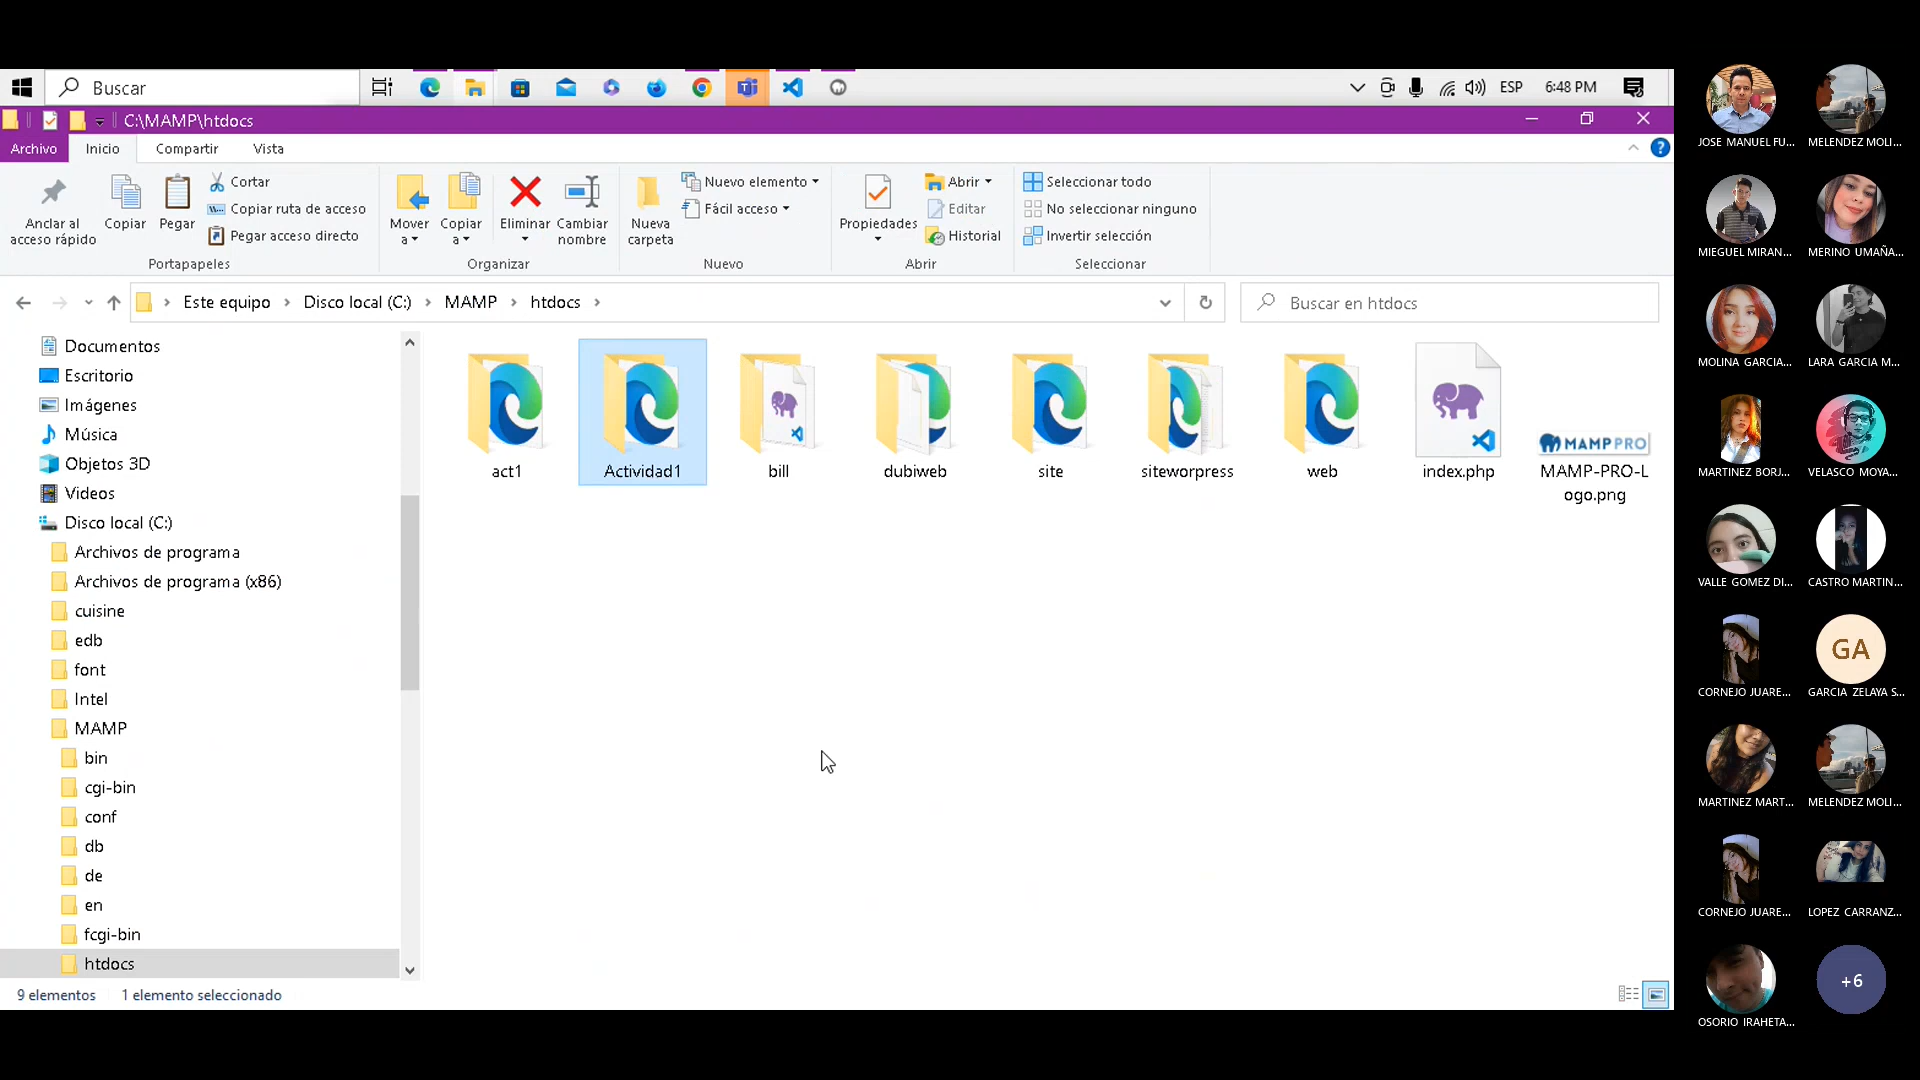 Buscar
ESP
6:48 PM
C:\MAMP\htdocs
Archivo
Inicio
Compartir
Vista
Anclar al
acceso rápido
Copiar
Pegar
Cortar
Copiar ruta de acceso
Pegar acceso directo
Portapapeles
Mover
a
Copiar
a
Eliminar
Cambiar
nombre
Organizar
Nueva
carpeta
Nuevo elemento
Fácil acceso
Nuevo
Propiedades
Abrir
Editar
Historial
Abrir
Seleccionar todo
No seleccionar ninguno
Invertir selección
Seleccionar
Este equipo
Disco local (C:)
MAMP
htdocs
Buscar en htdocs
Documentos
Escritorio
Imágenes
Música
Objetos 3D
Videos
Disco local (C:)
Archivos de programa
Archivos de programa (x86)
cuisine
edb
font
Intel
MAMP
bin
cgi-bin
conf
db
de
en
fcgi-bin
htdocs
act1
Actividad1
bill
dubiweb
site
siteworpress
web
index.php
MAMP PRO
MAMP-PRO-L
ogo.png
9 elementos
1 elemento seleccionado
JOSE MANUEL FU...
MELENDEZ MOLI...
MIEGUEL MIRAN...
MERINO UMAÑA...
MOLINA GARCIA...
LARA GARCIA M...
MARTINEZ BORJ...
VELASCO MOYA...
VALLE GOMEZ DI...
CASTRO MARTIN...
CORNEJO JUARE...
GA
GARCIA ZELAYA S...
MARTINEZ MART...
MELENDEZ MOLI...
CORNEJO JUARE...
LOPEZ CARRANZ...
OSORIO IRAHETA...
+6